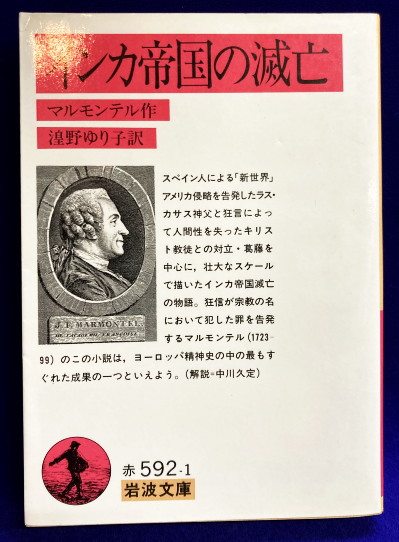 インカ帝国の滅亡
マルモンテル作
湟野ゆり子訳
スペイン人による「新世界」
アメリカ侵略を告発したラス・
カサス神父と狂言によっ
て人間性を失ったキリス
ト教徒との対立・葛藤を
中心に，壮大なスケール
で描いたインカ帝国滅亡
の物語。狂信が宗教の名
において犯した罪を告発
するマルモンテル(1723-
99）のこの小説は，ヨーロッパ精神史の中の最もす
ぐれた成果の一つといえよう。(解説=中川久定)
J. F. MARMONTEL
DE L'ACADEMIE FRANÇOISE
赤 592-1
岩波文庫